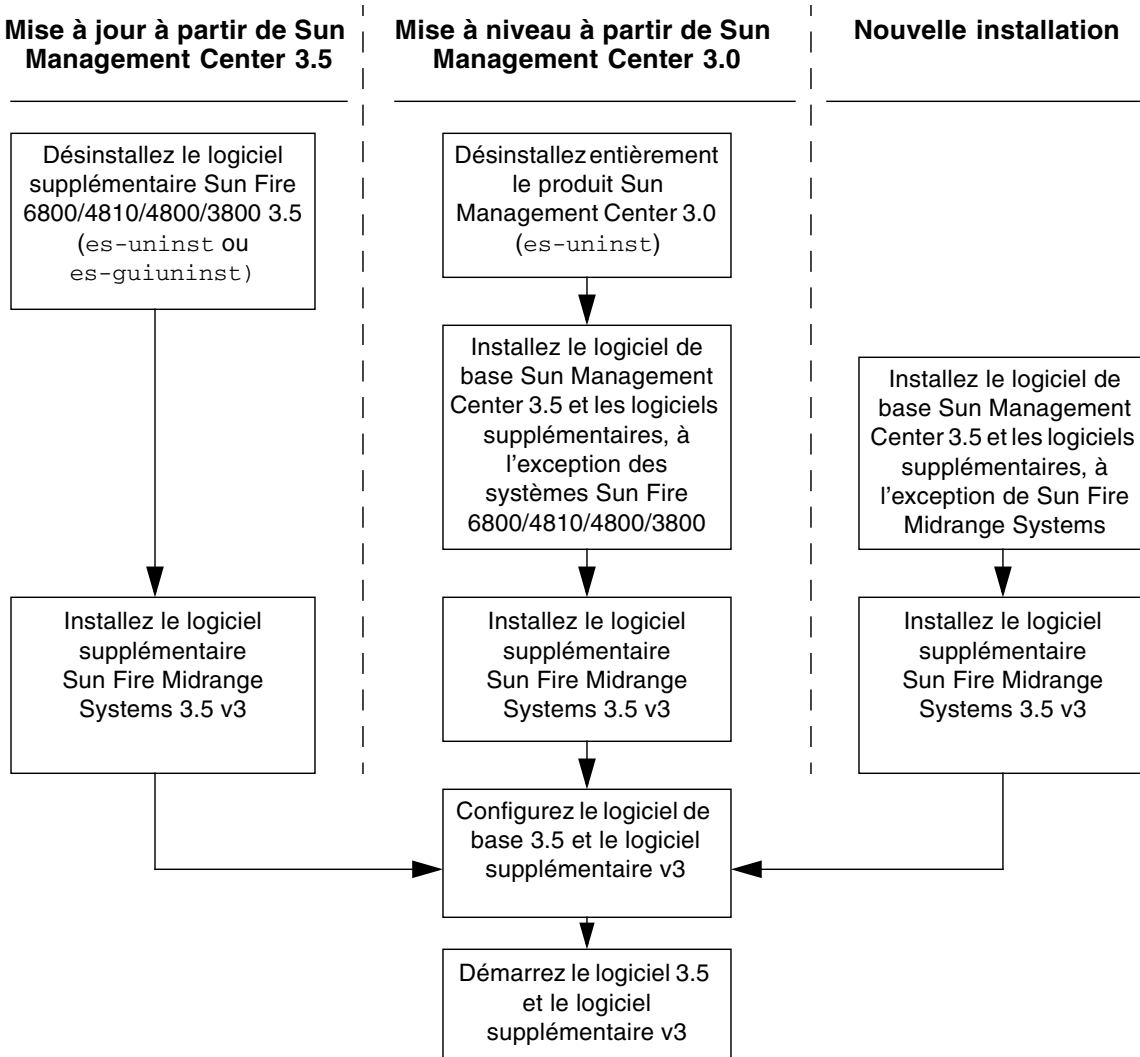 Mise à jour à partir de Sun
Management Center 3.5
Mise à niveau à partir de Sun
Management Center 3.0
Nouvelle installation
Désinstallez le logiciel
supplémentaire Sun Fire
6800/4810/4800/3800 3.5
(es-uninst ou
es-guiuninst)
Désinstallez entièrement
le produit Sun
Management Center 3.0
(es-uninst)
Installez le logiciel de
base Sun Management
Center 3.5 et les logiciels
supplémentaires, à
l’exception des
systèmes Sun Fire
6800/4810/4800/3800
Installez le logiciel de
base Sun Management
Center 3.5 et les logiciels
supplémentaires, à
l’exception de Sun Fire
Midrange Systems
Installez le logiciel
supplémentaire
Sun Fire Midrange
Systems 3.5 v3
Installez le logiciel
supplémentaire
Sun Fire Midrange
Systems 3.5 v3
Installez le logiciel
supplémentaire
Sun Fire Midrange
Systems 3.5 v3
Configurez le logiciel de
base 3.5 et le logiciel
supplémentaire v3
Démarrez le logiciel 3.5
et le logiciel
supplémentaire v3